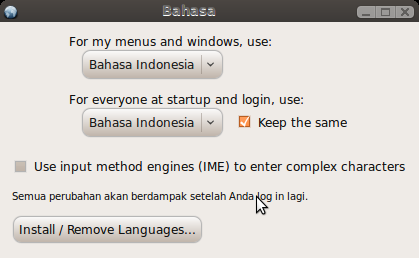 Bahasa
For my menus and windows, use:
Bahasa Indonesia
For everyone at startup and login, use:
Bahasa Indonesia
Keep the same
Use input method engines (IME) to enter complex characters
Semua perubahan akan berdampak setelah Anda log in lagi.
Install / Remove Languages...